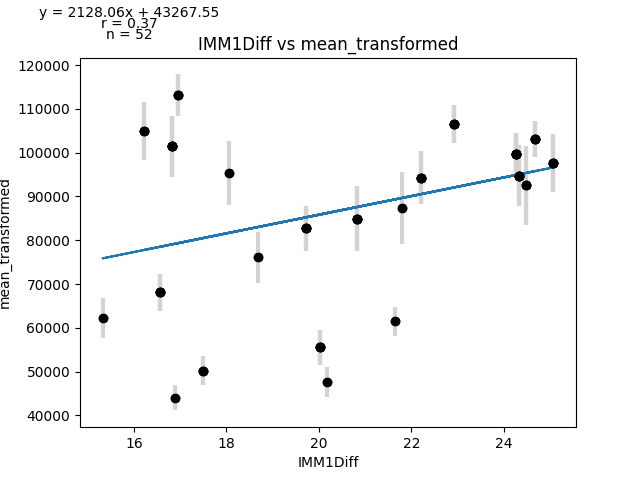 y = 2128.06x + 43267.55
r = 0.37
n = 52
IMM1Diff vs mean_transformed
120000
110000
100000
90000
80000
70000
60000
50000
40000
mean_transformed
16 18 20 22 24
IMM1Diff